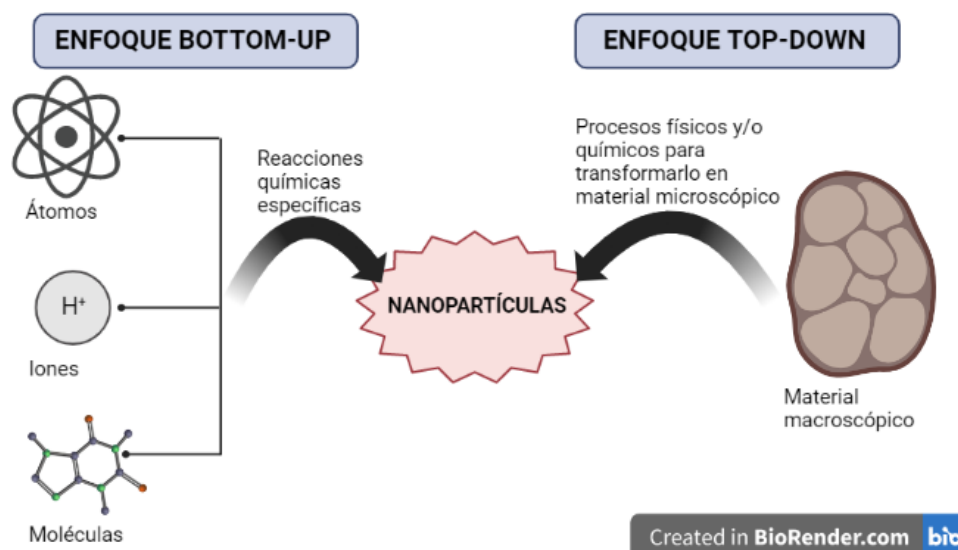 ENFOQUE BOTTOM-UP
ENFOQUE TOP-DOWN
Átomos
H⁺
Iones
Moléculas
Reacciones
químicas
específicas
NANOPARTÍCULAS
Procesos físicos y/o
químicos para
transformarlo en
material microscópico
Material
macroscópico
Created in BioRender.com bio